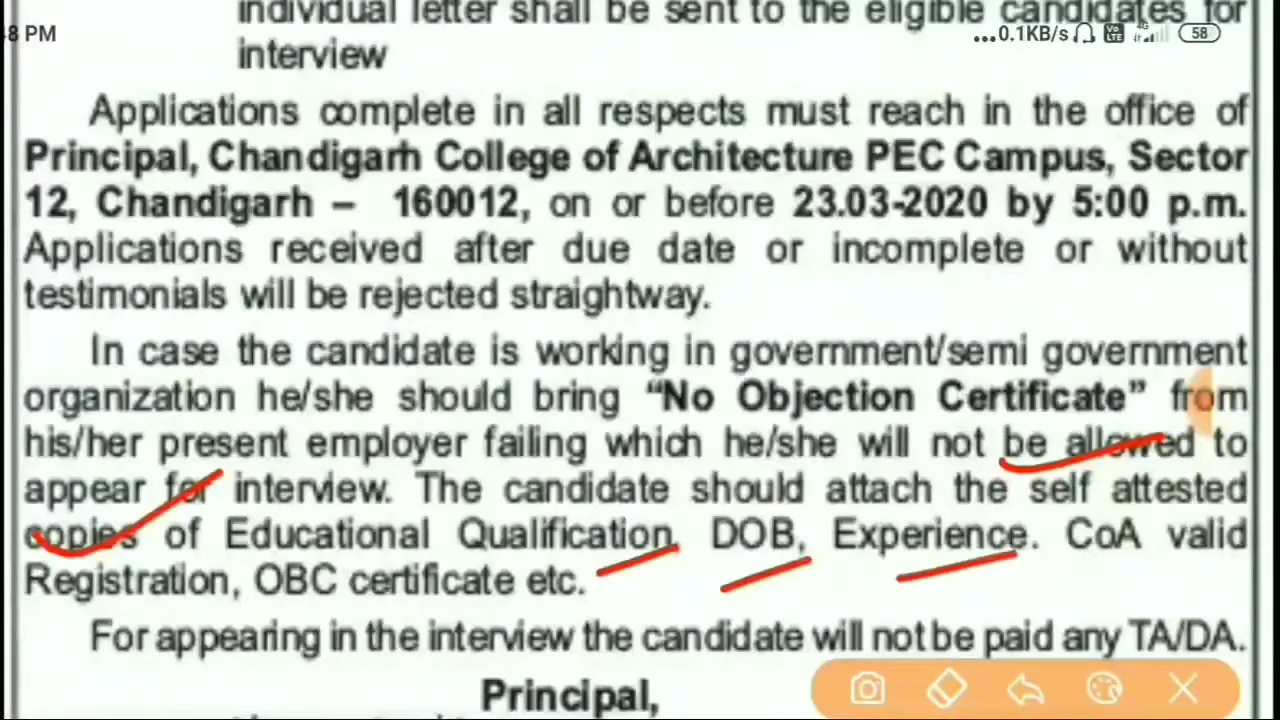 individual letter shall be sent to the eligible candidates for
8 PM
...0.1KB/s
Vo LTE
4G
58
interview
Applications complete in all respects must reach in the office of
Principal, Chandigarh College of Architecture PEC Campus, Sector
12, Chandigarh – 160012, on or before 23.03-2020 by 5:00 p.m.
Applications received after due date or incomplete or without
testimonials will be rejected straightway.
In case the candidate is working in government/semi government
organization he/she should bring “No Objection Certificate” from
his/her present employer failing which he/she will not be allowed to
appear for interview. The candidate should attach the self attested
copies of Educational Qualification, DOB, Experience. CoA valid
Registration, OBC certificate etc.
For appearing in the interview the candidate will not be paid any TA/DA.
Principal,